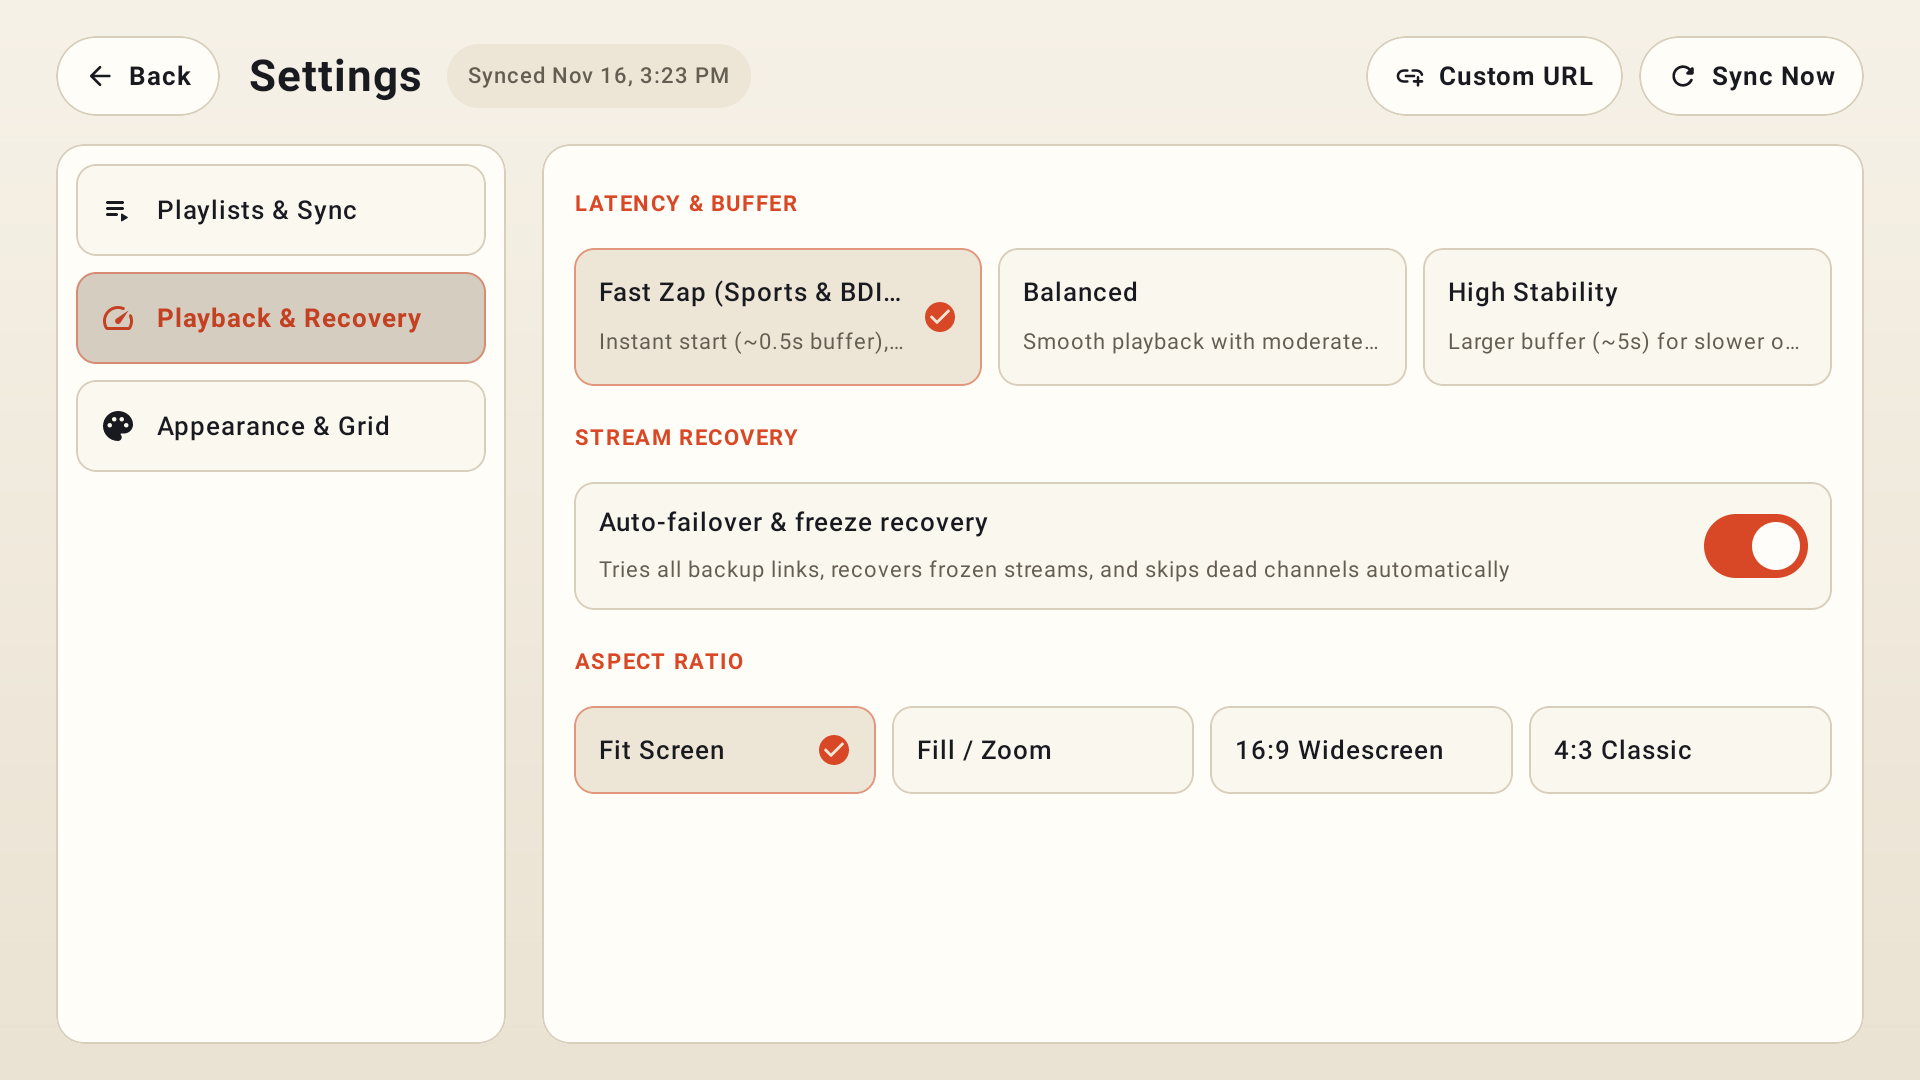 Back
Settings
Synced Nov 16, 3:23 PM
Custom URL
Sync Now
Playlists & Sync
Playback & Recovery
Appearance & Grid
LATENCY & BUFFER
Fast Zap (Sports & BDI...
Instant start (~0.5s buffer),...
Balanced
Smooth playback with moderate...
High Stability
Larger buffer (~5s) for slower o...
STREAM RECOVERY
Auto-failover & freeze recovery
Tries all backup links, recovers frozen streams, and skips dead channels automatically
ASPECT RATIO
Fit Screen
Fill / Zoom
16:9 Widescreen
4:3 Classic